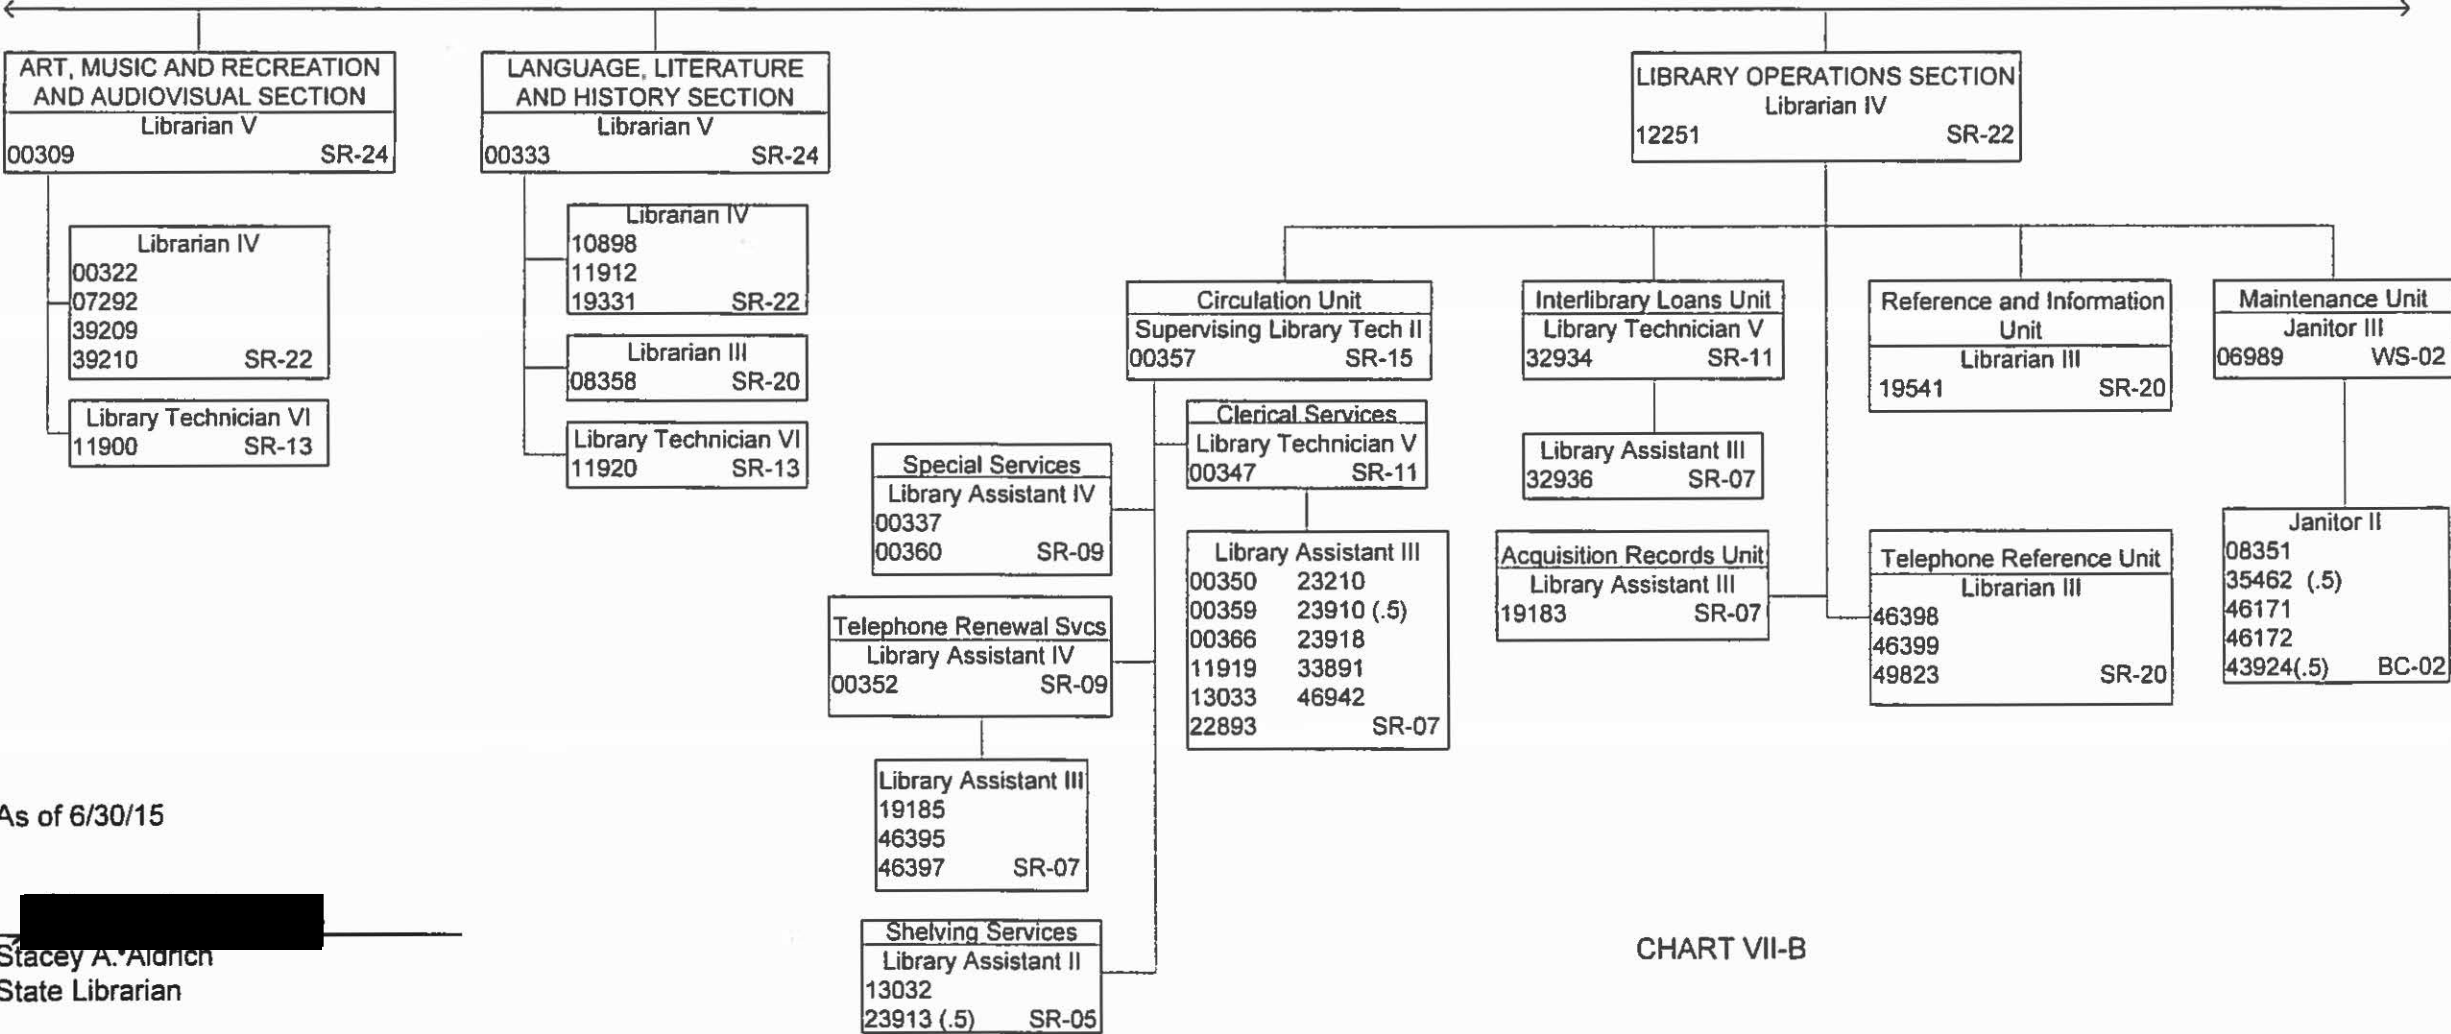 ART, MUSIC AND RECREATION
AND AUDIOVISUAL SECTION
Librarian V
00309 SR-24
Librarian IV
00322
07292
39209
39210 SR-22
Library Technician VI
11900 SR-13
LANGUAGE, LITERATURE
AND HISTORY SECTION
Librarian V
00333 SR-24
Librarian IV
10898
11912
19331 SR-22
Librarian III
08358 SR-20
Library Technician VI
11920 SR-13
LIBRARY OPERATIONS SECTION
Librarian IV
12251 SR-22
Circulation Unit
Supervising Library Tech II
00357 SR-15
Clerical Services
Library Technician V
00347 SR-11
Library Assistant III
00350 23210
00359 23910 (.5)
00366 23918
11919 33891
13033 46942
22893 SR-07
Special Services
Library Assistant IV
00337
00360 SR-09
Telephone Renewal Svcs
Library Assistant IV
00352 SR-09
Library Assistant III
19185
46395
46397 SR-07
Shelving Services
Library Assistant II
13032
23913 (.5) SR-05
Interlibrary Loans Unit
Library Technician V
32934 SR-11
Library Assistant III
32936 SR-07
Acquisition Records Unit
Library Assistant III
19183 SR-07
Reference and Information
Unit
Librarian III
19541 SR-20
Telephone Reference Unit
Librarian III
46398
46399
49823 SR-20
Maintenance Unit
Janitor III
06989 WS-02
Janitor II
08351
35462 (.5)
46171
46172
43924(.5) BC-02
As of 6/30/15
Stacey A. Aldrich
State Librarian
CHART VII-B